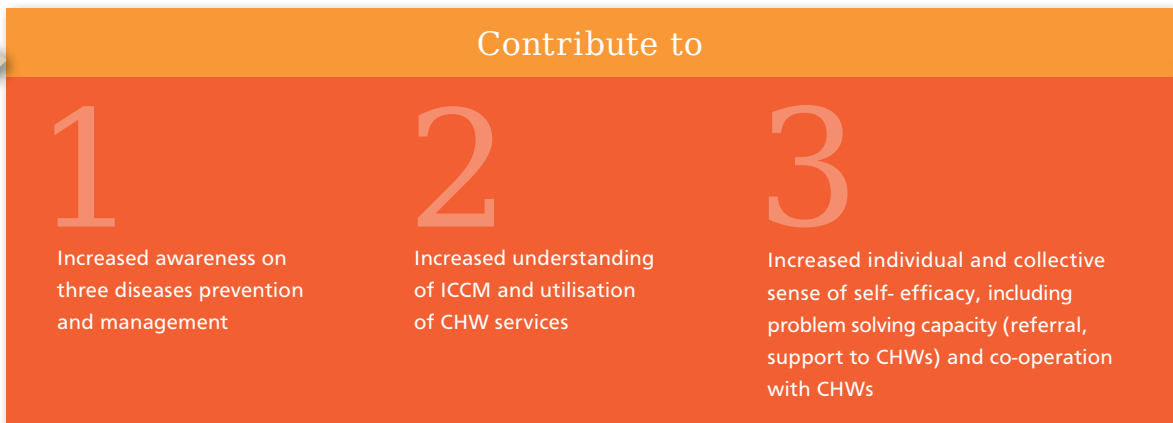 Contribute to
1
Increased awareness on
three diseases prevention
and management
2
Increased understanding
of ICCM and utilisation
of CHW services
3
Increased individual and collective
sense of self- efficacy, including
problem solving capacity (referral,
support to CHWs) and co-operation
with CHWs